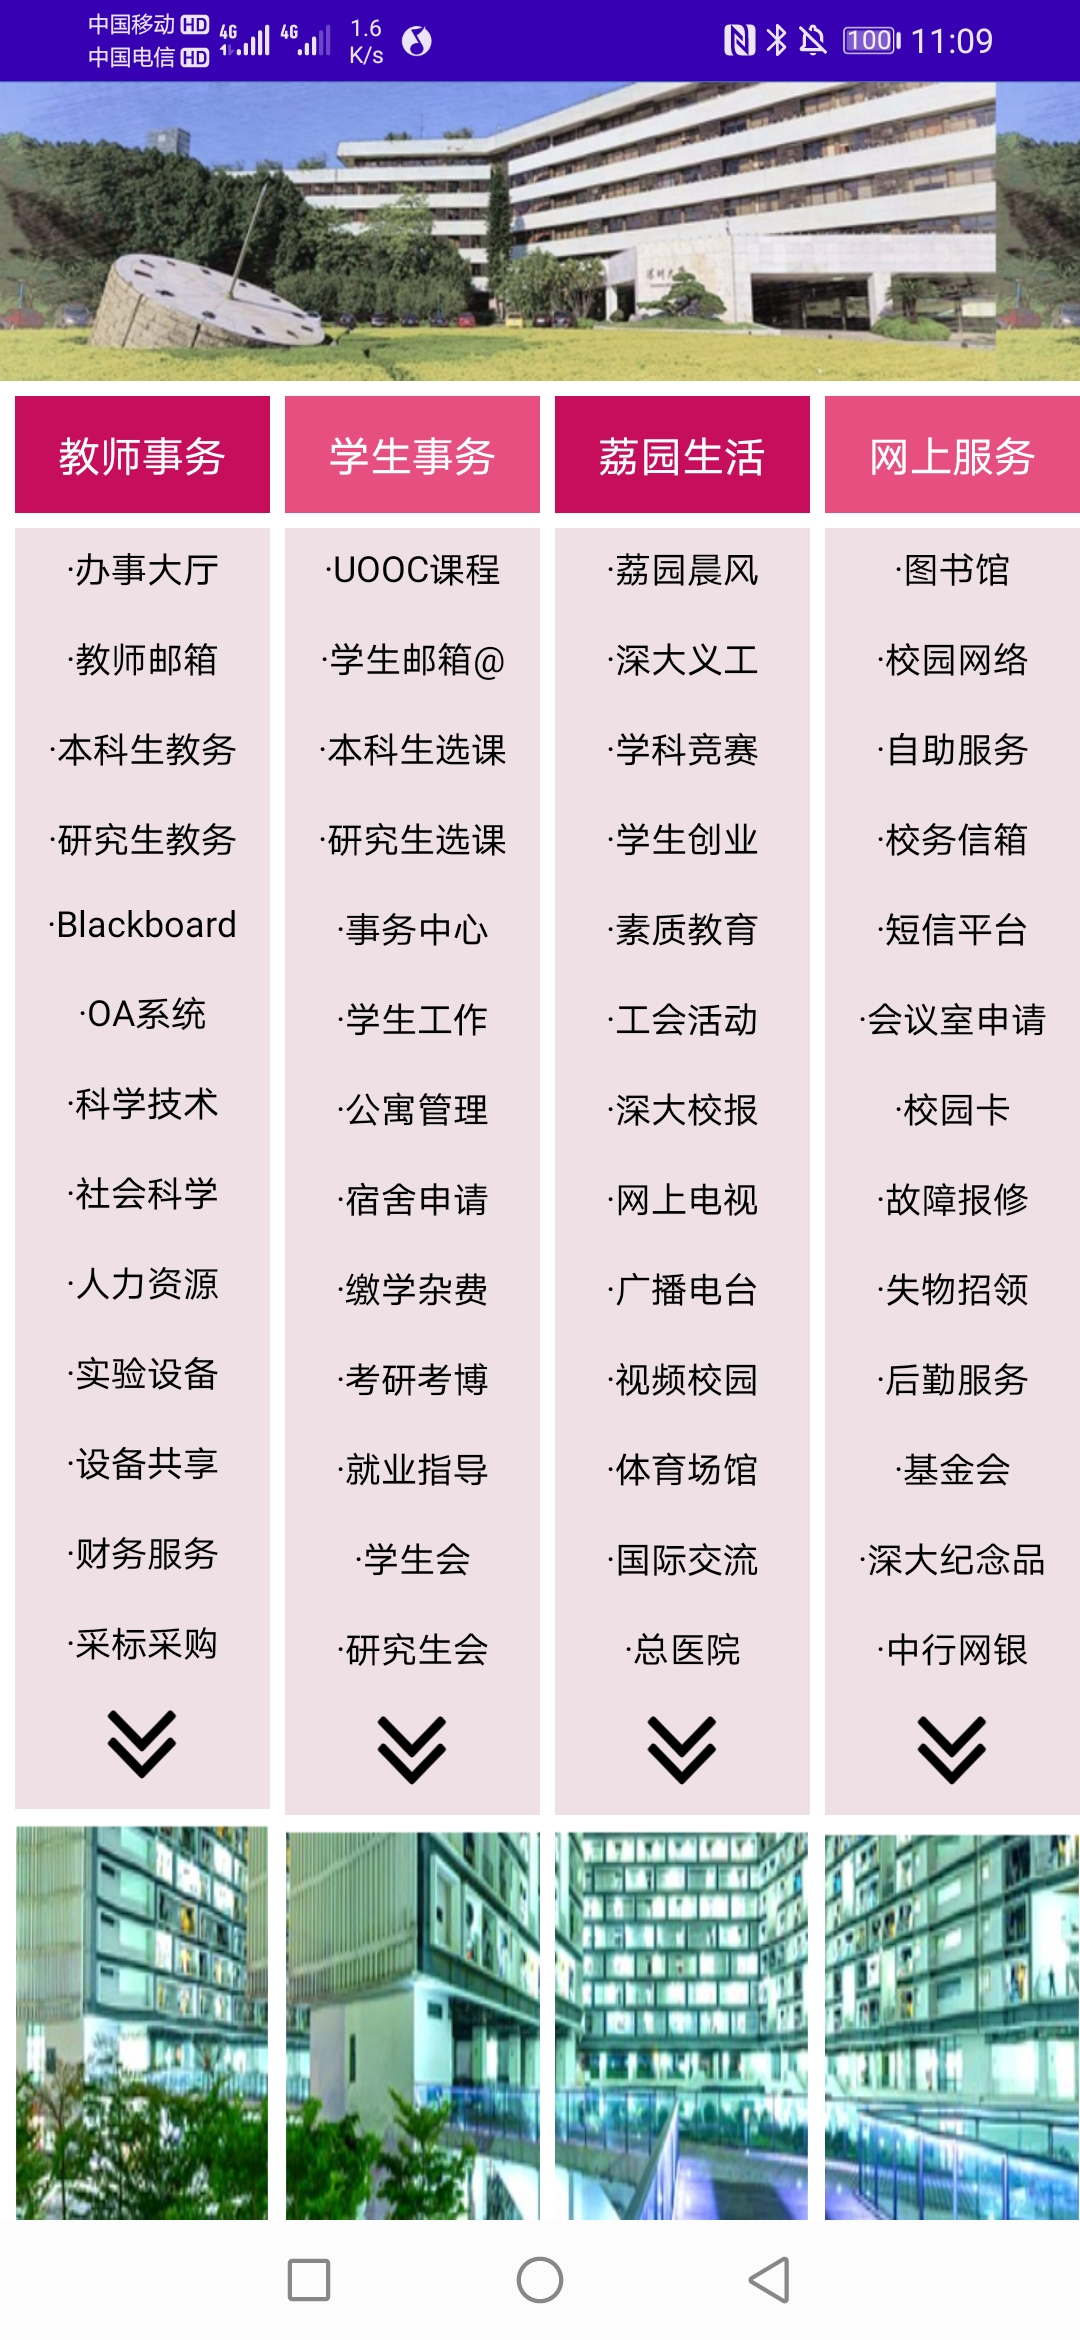 中国移动 HD 4G 4G 1.6 K/s 100 11:09
中国电信 HD
深圳大学
教师事务
学生事务
荔园生活
网上服务
·办事大厅
·教师邮箱
·本科生教务
·研究生教务
·Blackboard
·OA系统
·科学技术
·社会科学
·人力资源
·实验设备
·设备共享
·财务服务
·采标采购
·UOOC课程
·学生邮箱@
·本科生选课
·研究生选课
·事务中心
·学生工作
·公寓管理
·宿舍申请
·缴学杂费
·考研考博
·就业指导
·学生会
·研究生会
·荔园晨风
·深大义工
·学科竞赛
·学生创业
·素质教育
·工会活动
·深大校报
·网上电视
·广播电台
·视频校园
·体育场馆
·国际交流
·总医院
·图书馆
·校园网络
·自助服务
·校务信箱
·短信平台
·会议室申请
·校园卡
·故障报修
·失物招领
·后勤服务
·基金会
·深大纪念品
·中行网银